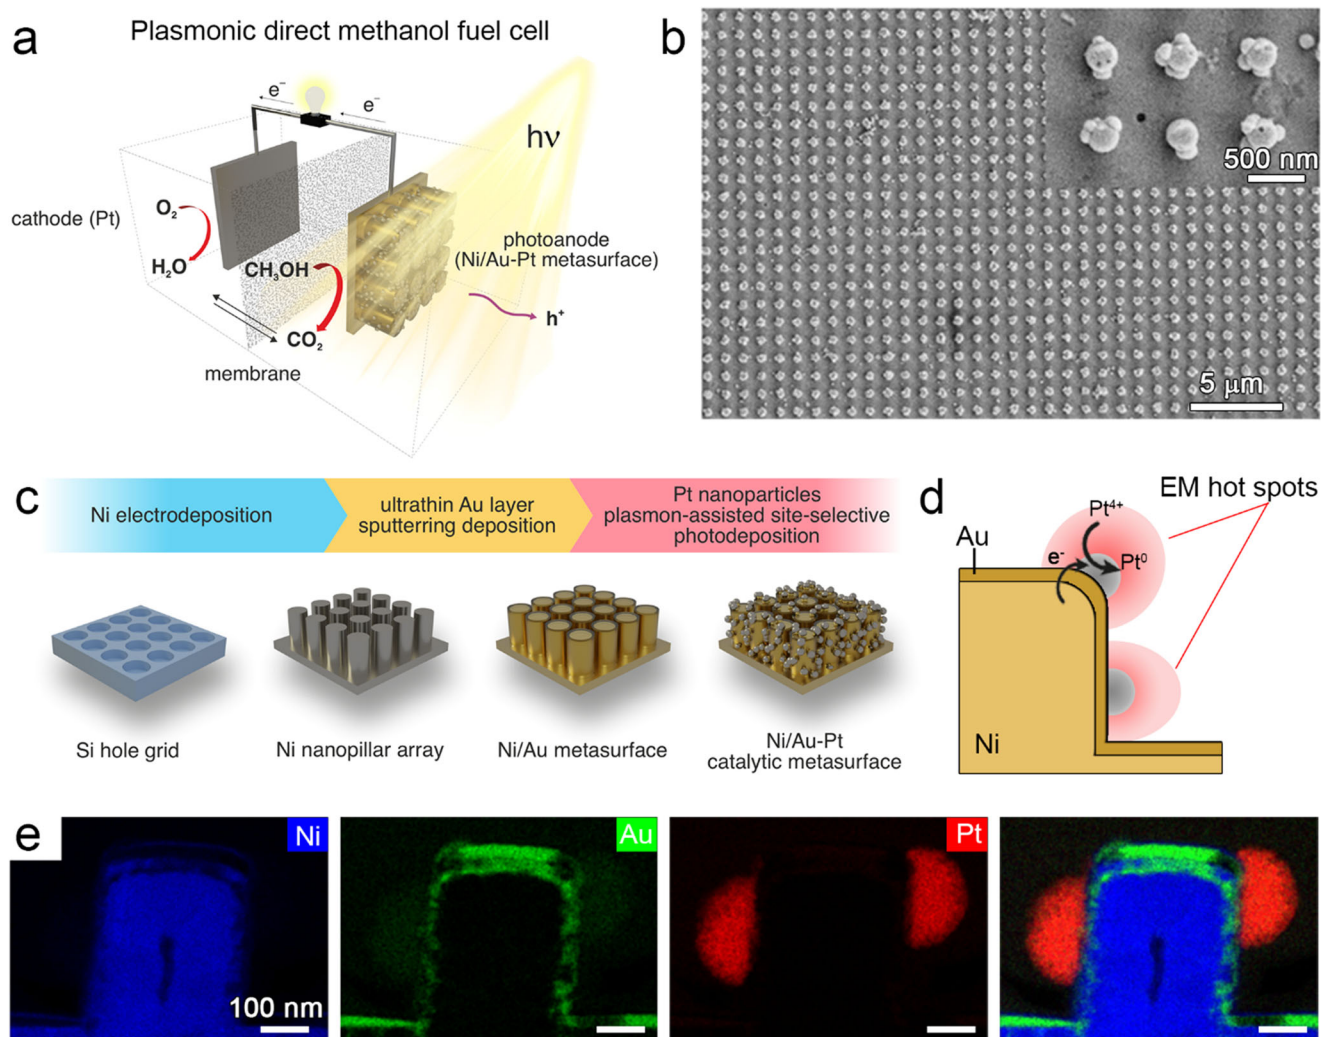 a
Plasmonic direct methanol fuel cell
e⁻
e⁻
hν
cathode (Pt)
O₂
H₂O
CH₃OH
CO₂
photoanode
(Ni/Au-Pt metasurface)
h⁺
membrane
b
500 nm
5 μm
c
Ni electrodeposition
ultrathin Au layer
sputterring deposition
Pt nanoparticles
plasmon-assisted site-selective
photodeposition
Si hole grid
Ni nanopillar array
Ni/Au metasurface
Ni/Au-Pt
catalytic metasurface
d
EM hot spots
Au
Pt⁴⁺
e⁻
Pt⁰
Ni
e
Ni
100 nm
Au
Pt